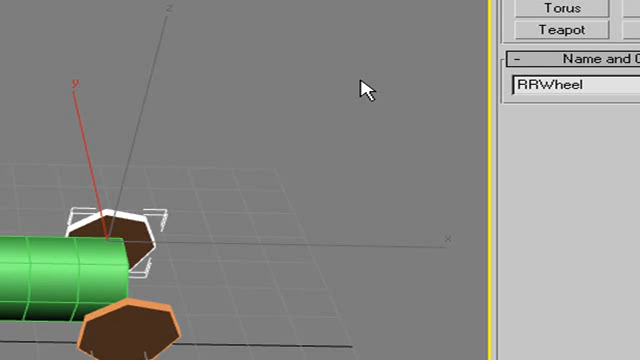 Torus
Teapot
- Name and
RRWheel
z
y
x